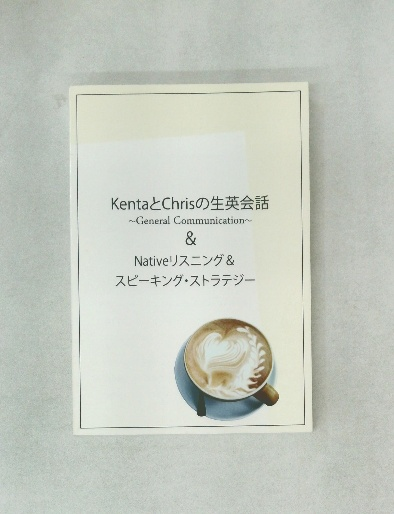 KentaとChrisの生英会話
~General Communication~
&
Nativeリスニング&
スピーキング・ストラテジー